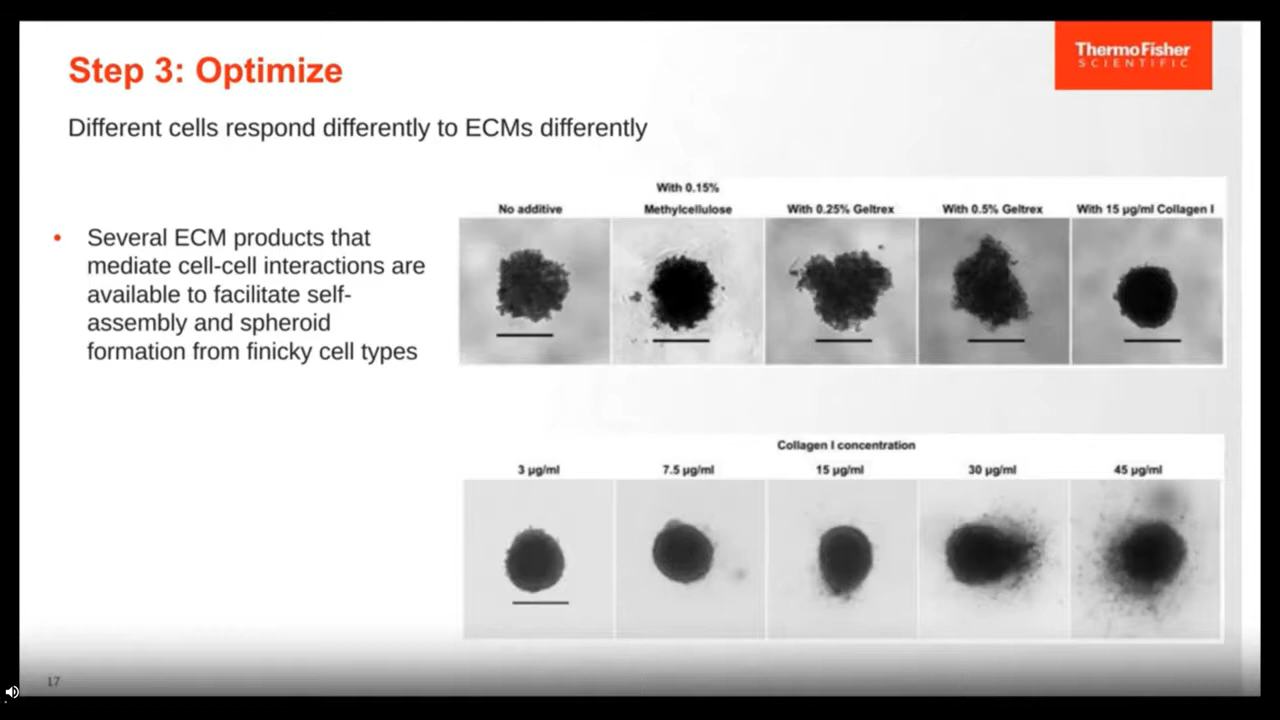 Step 3: Optimize
ThermoFisher
SCIENTIFIC
Different cells respond differently to ECMs differently
• Several ECM products that
mediate cell-cell interactions are
available to facilitate self-
assembly and spheroid
formation from finicky cell types
No additive
With 0.15%
Methylcellulose
With 0.25% Geltrex
With 0.5% Geltrex
With 15 µg/ml Collagen I
Collagen I concentration
3 µg/ml
7.5 µg/ml
15 µg/ml
30 µg/ml
45 µg/ml
17